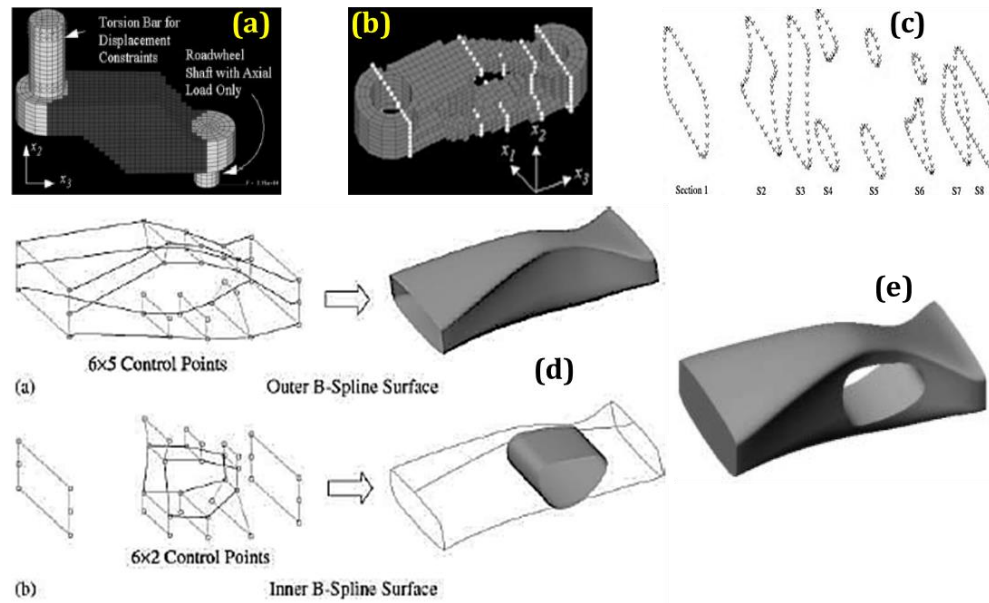 (a)
Torsion Bar for
Displacement
Constraints
Roadwheel
Shaft with Axial
Load Only
x₂
x₃
(b)
x₂
x₁
x₃
(c)
Section 1
S2
S3
S4
S5
S6
S7
S8
6×5 Control Points
(a)
Outer B-Spline Surface
(d)
(e)
6×2 Control Points
(b)
Inner B-Spline Surface